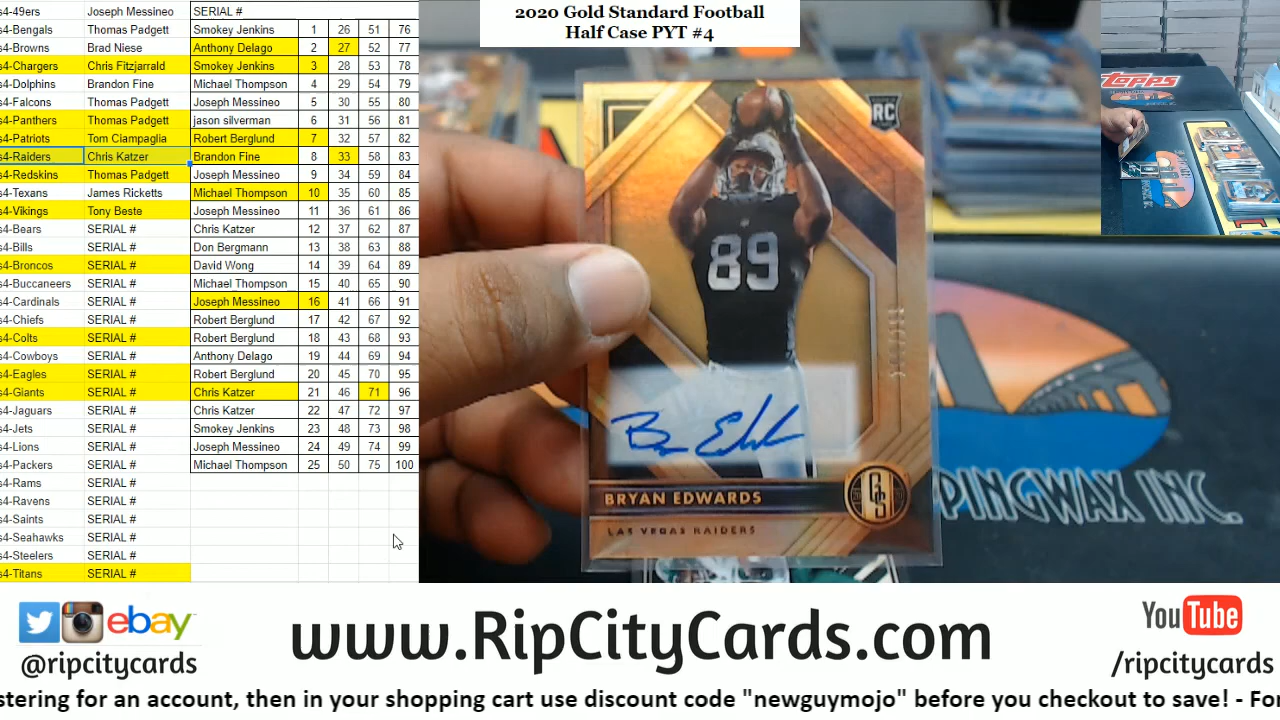 s4-49ers Joseph Messineo SERIAL #
s4-Bengals Thomas Padgett Smokey Jenkins 1 26 51 76
s4-Browns Brad Niese Anthony Delago 2 27 52 77
s4-Chargers Chris Fitzjarrald Smokey Jenkins 3 28 53 78
s4-Dolphins Brandon Fine Michael Thompson 4 29 54 79
s4-Falcons Thomas Padgett Joseph Messineo 5 30 55 80
s4-Panthers Thomas Padgett jason silverman 6 31 56 81
s4-Patriots Tom Ciampaglia Robert Berglund 7 32 57 82
s4-Raiders Chris Katzer Brandon Fine 8 33 58 83
s4-Redskins Thomas Padgett Joseph Messineo 9 34 59 84
s4-Texans James Ricketts Michael Thompson 10 35 60 85
s4-Vikings Tony Beste Joseph Messineo 11 36 61 86
s4-Bears SERIAL # Chris Katzer 12 37 62 87
s4-Bills SERIAL # Don Bergmann 13 38 63 88
s4-Broncos SERIAL # David Wong 14 39 64 89
s4-Buccaneers SERIAL # Michael Thompson 15 40 65 90
s4-Cardinals SERIAL # Joseph Messineo 16 41 66 91
s4-Chiefs SERIAL # Robert Berglund 17 42 67 92
s4-Colts SERIAL # Robert Berglund 18 43 68 93
s4-Cowboys SERIAL # Anthony Delago 19 44 69 94
s4-Eagles SERIAL # Robert Berglund 20 45 70 95
s4-Giants SERIAL # Chris Katzer 21 46 71 96
s4-Jaguars SERIAL # Chris Katzer 22 47 72 97
s4-Jets SERIAL # Smokey Jenkins 23 48 73 98
s4-Lions SERIAL # Joseph Messineo 24 49 74 99
s4-Packers SERIAL # Michael Thompson 25 50 75 100
s4-Rams SERIAL #
s4-Ravens SERIAL #
s4-Saints SERIAL #
s4-Seahawks SERIAL #
s4-Steelers SERIAL #
s4-Titans SERIAL #
2020 Gold Standard Football
Half Case PYT #4
RC
89
BRYAN EDWARDS
LAS VEGAS RAIDERS
GS
TOPPS
PINGWAX INC.
ebay
@ripcitycards
www.RipCityCards.com
YouTube
/ripcitycards
stering for an account, then in your shopping cart use discount code "newguymojo" before you checkout to save! - Fo